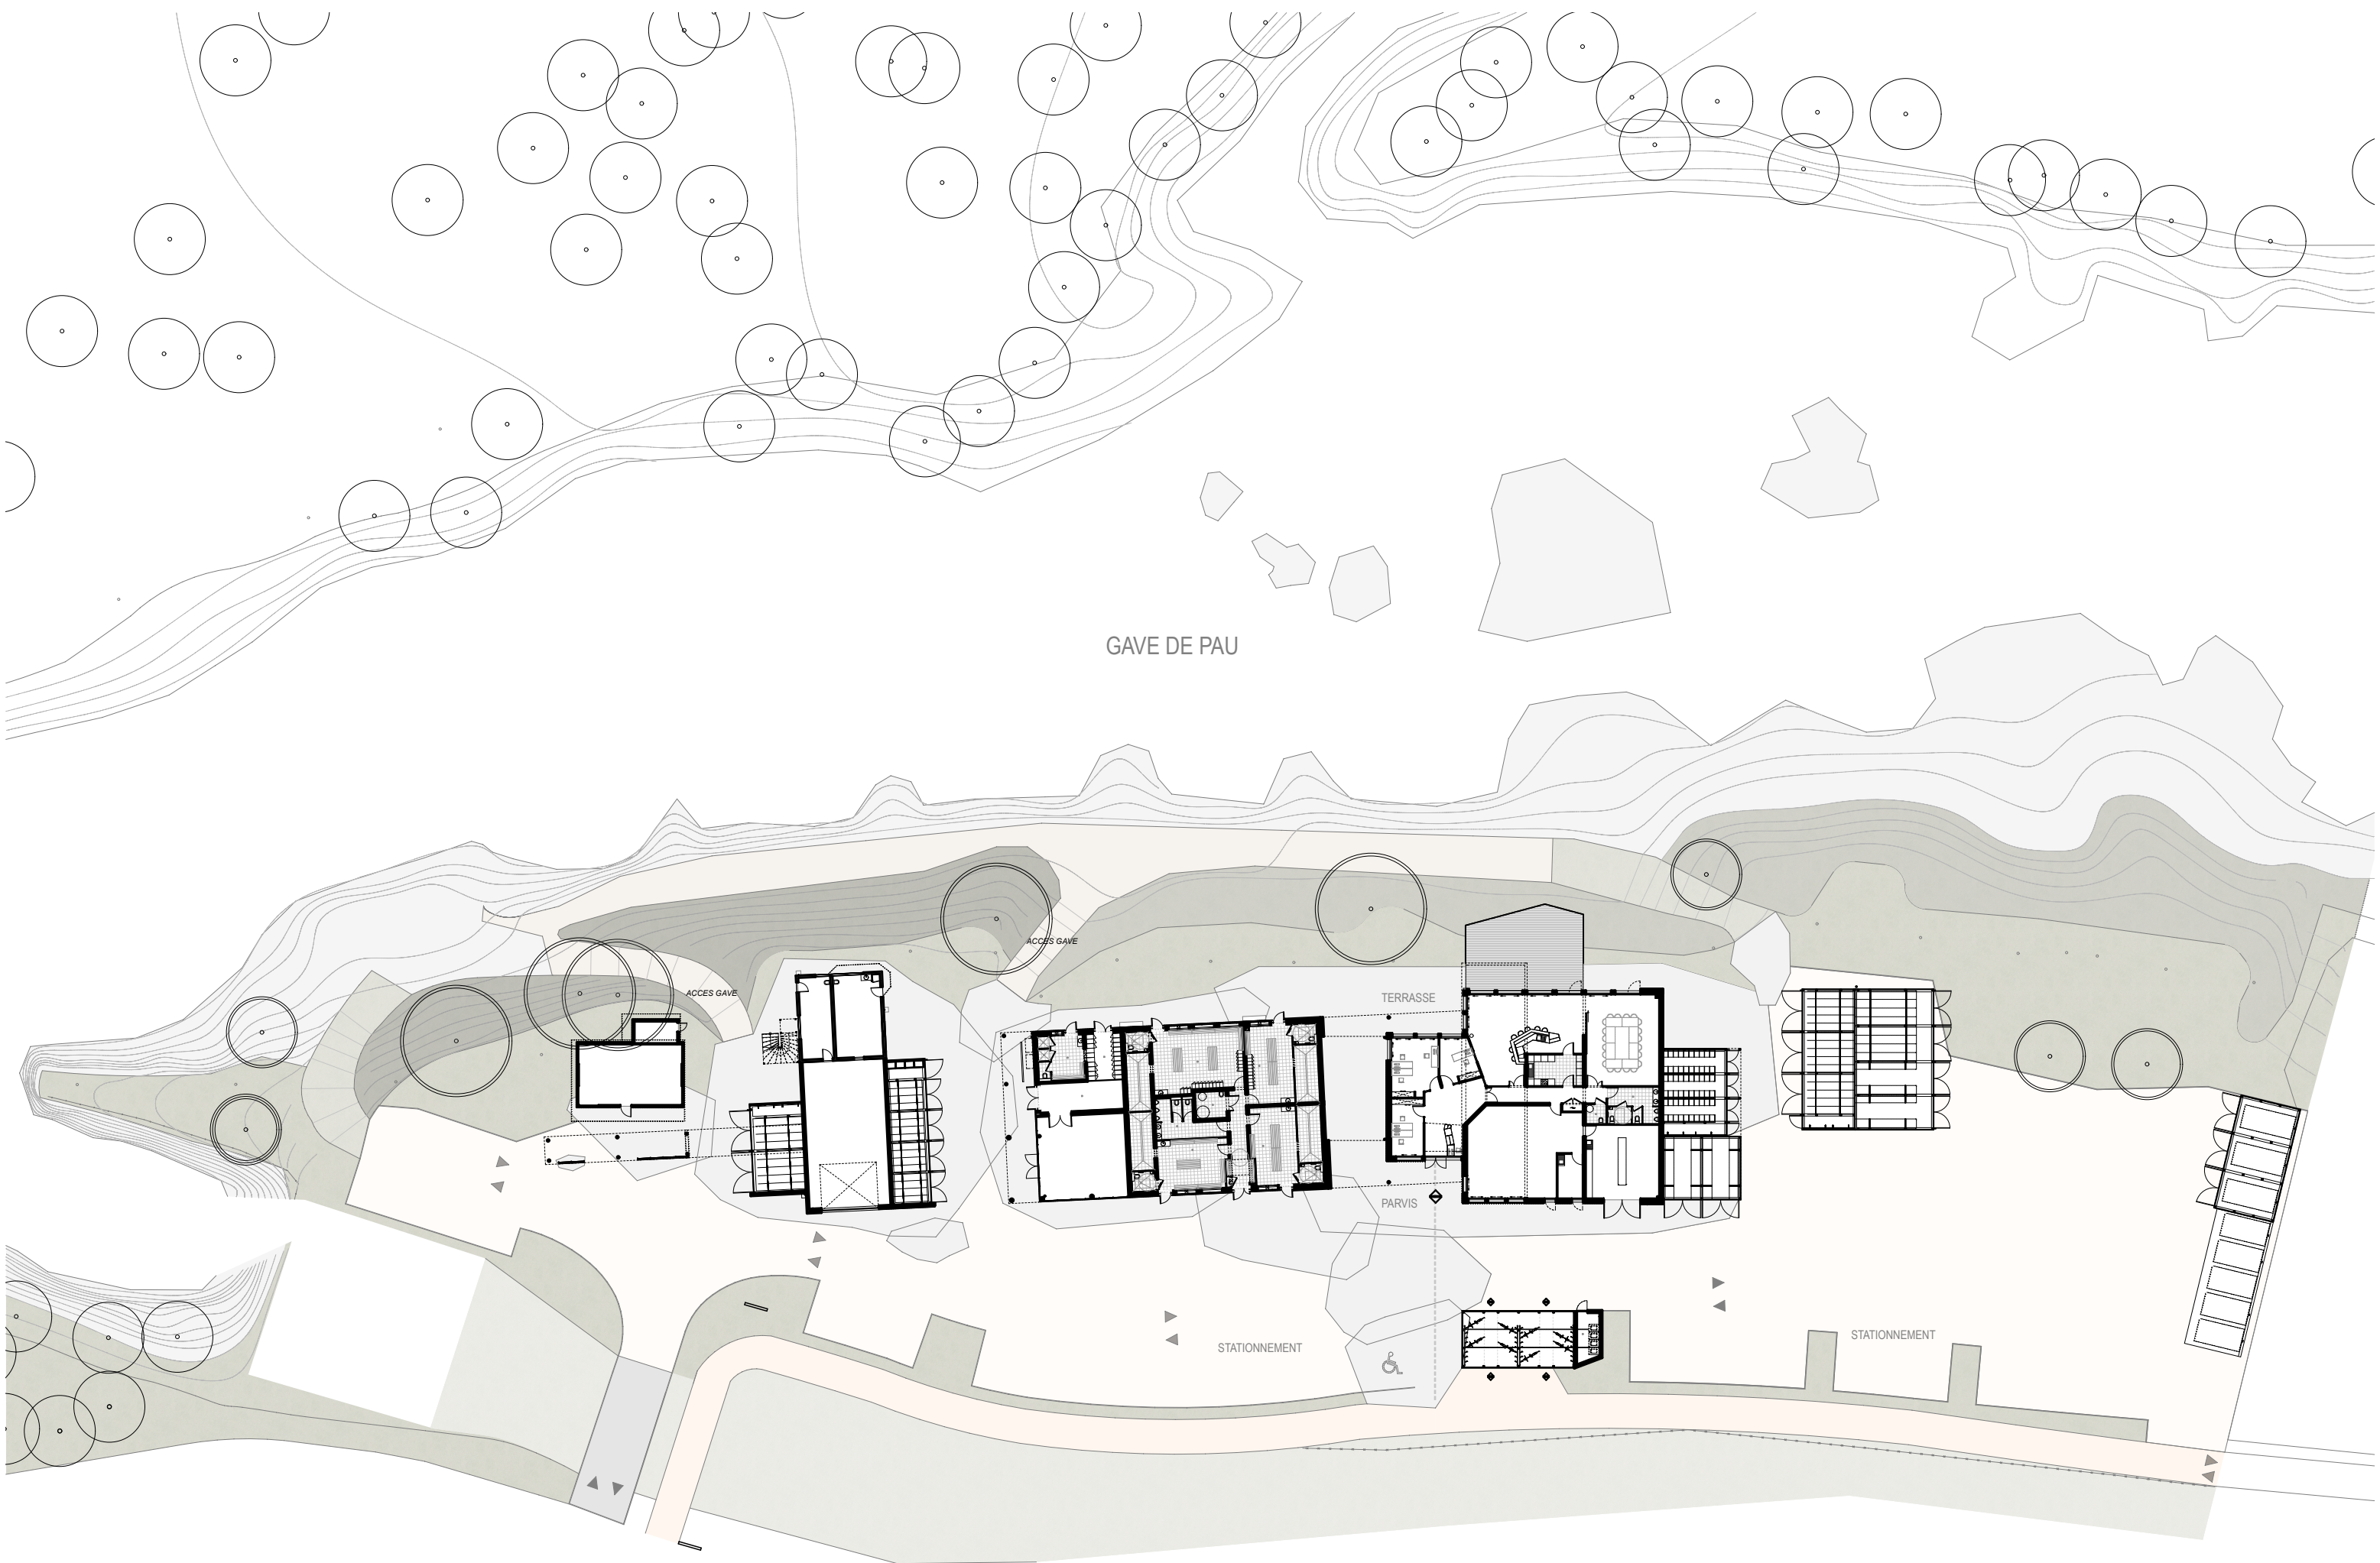 GAVE DE PAU
ACCES GAVE
ACCES GAVE
TERRASSE
PARVIS
STATIONNEMENT
STATIONNEMENT